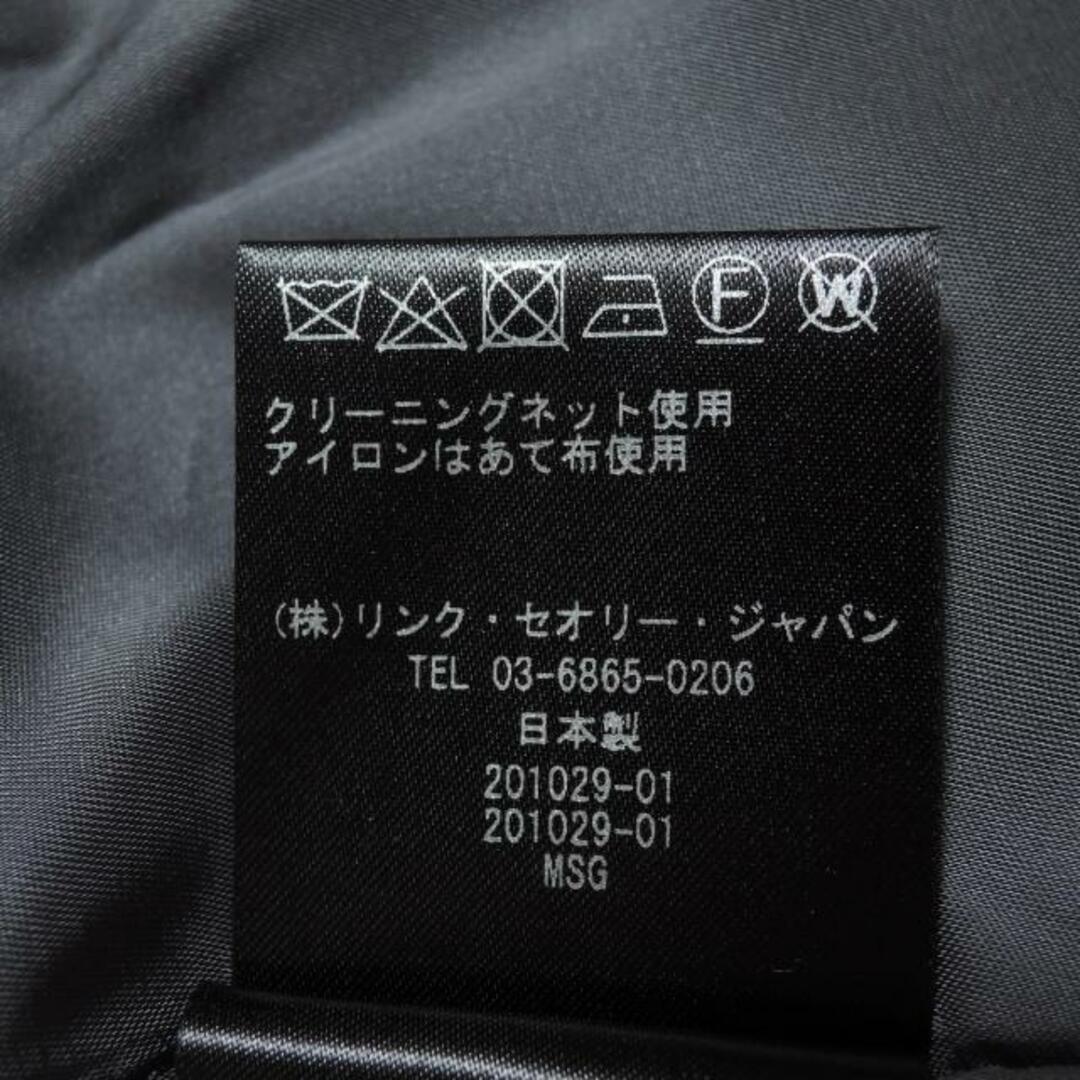 F W
クリーニングネット使用
アイロンはあて布使用
(株)リンク・セオリー・ジャパン
TEL 03-6865-0206
日本製
201029-01
201029-01
MSG